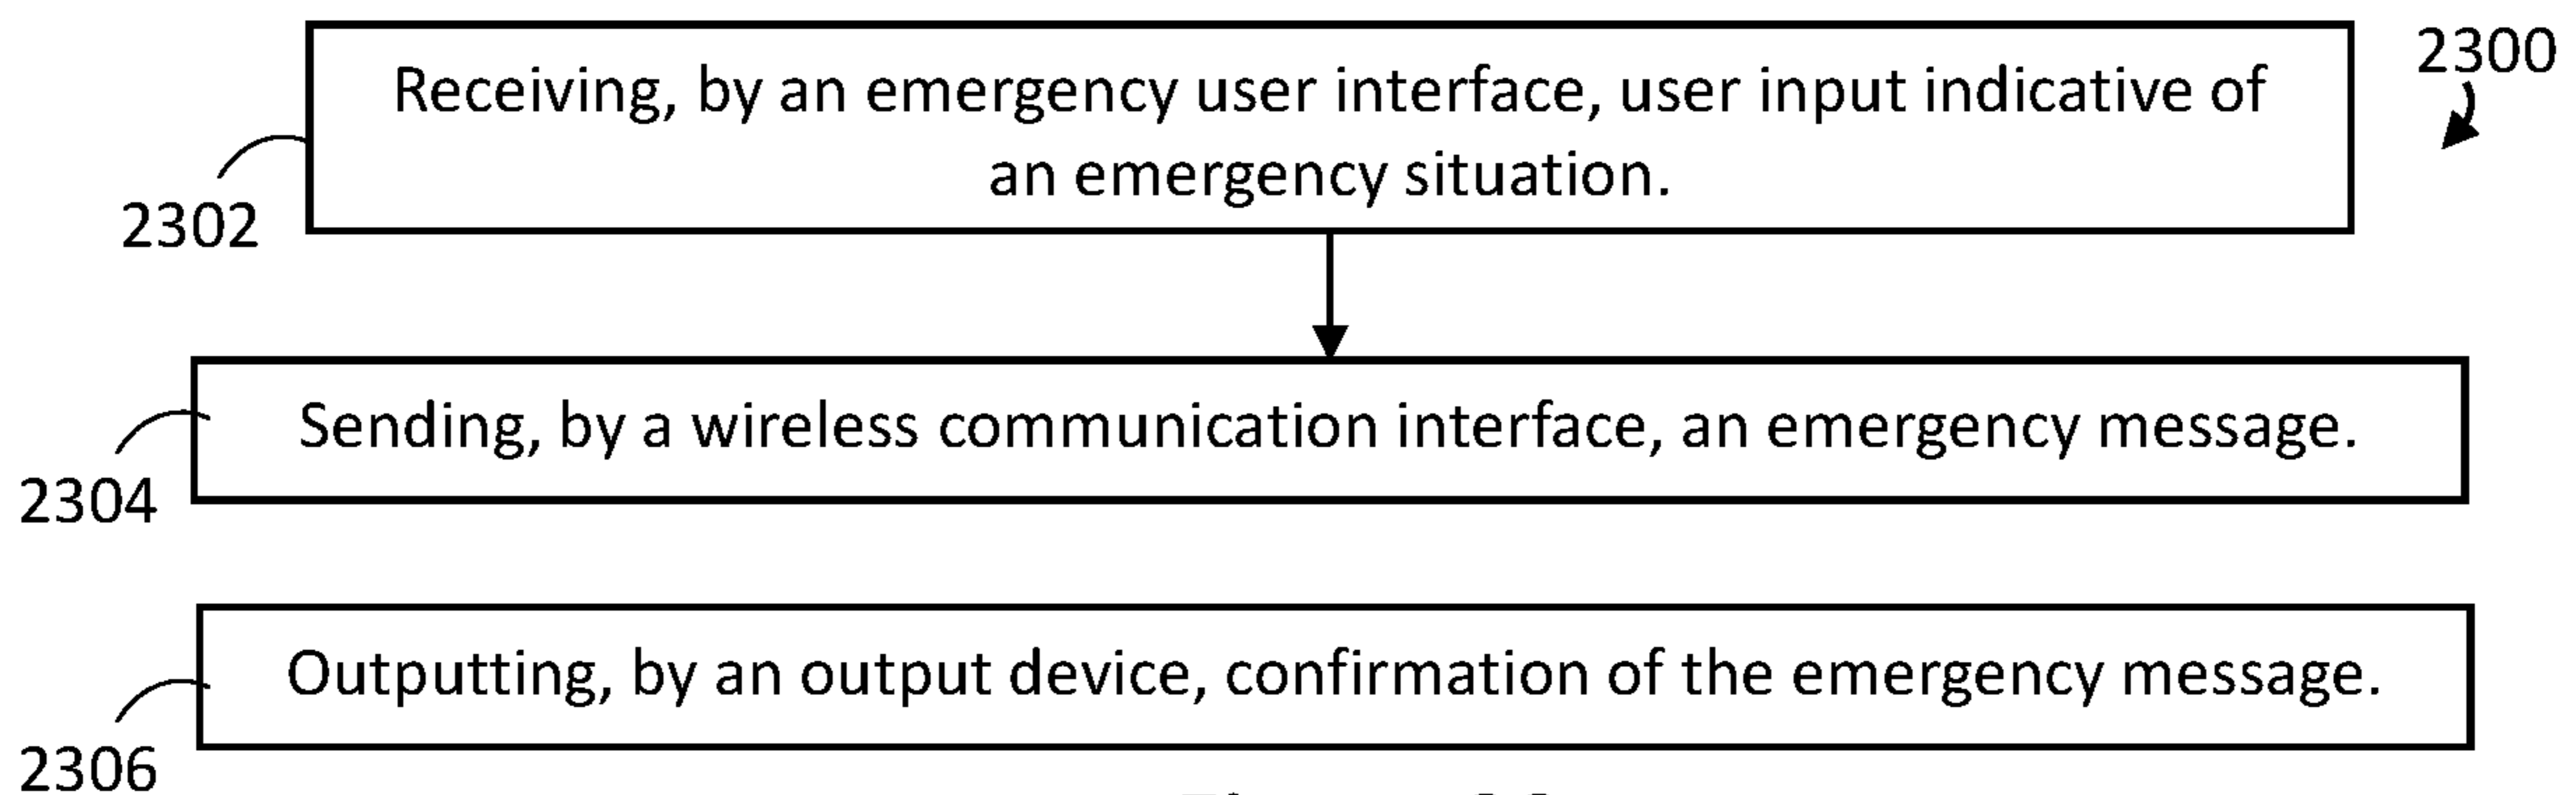 Receiving, by an emergency user interface, user input indicative of
an emergency situation.
2300
2302
Sending, by a wireless communication interface, an emergency message.
2304
Outputting, by an output device, confirmation of the emergency message.
2306